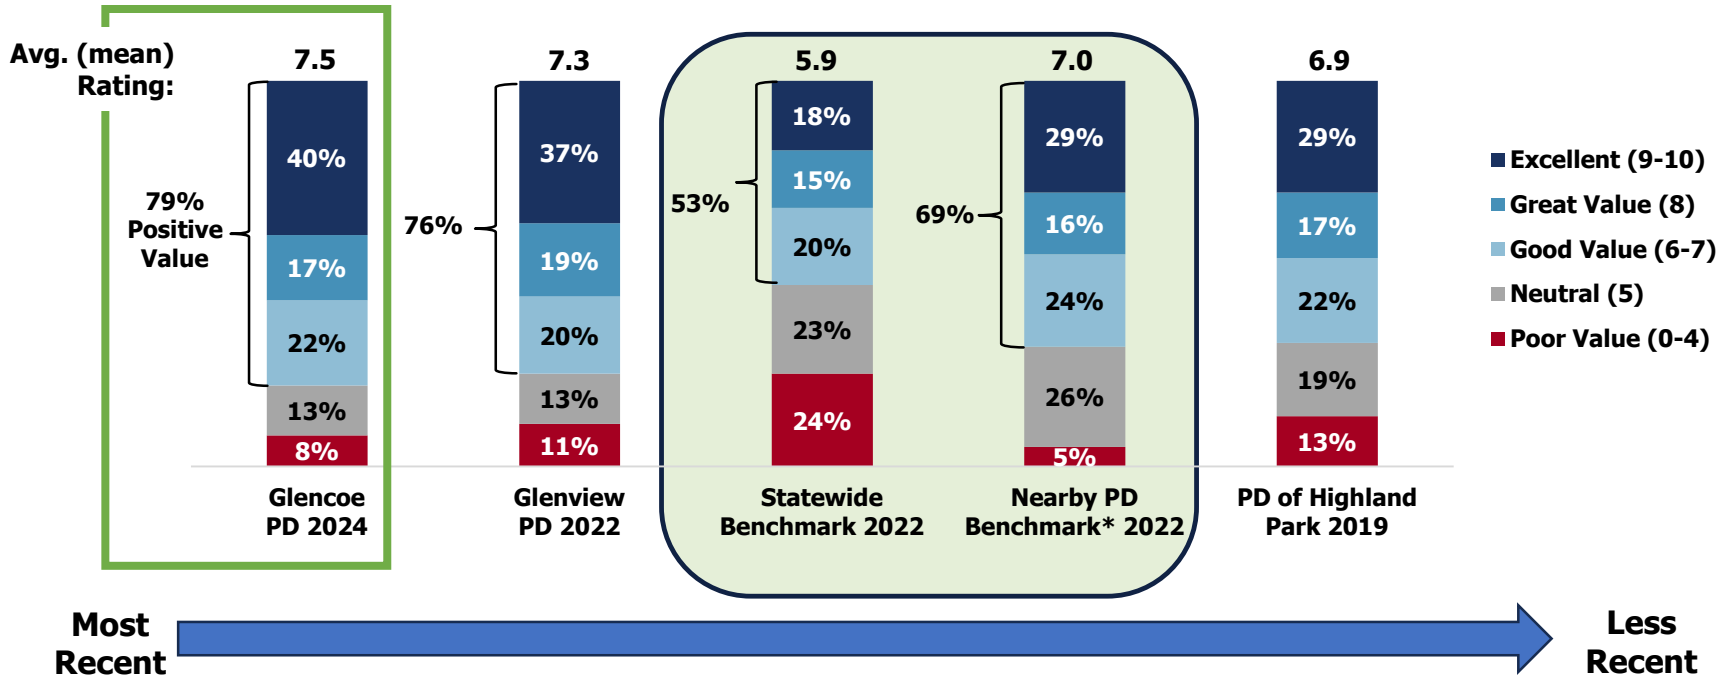 Avg. (mean)
Rating:
7.5
7.3
5.9
7.0
6.9
79%
Positive
Value
40%
17%
22%
13%
8%
76%
37%
19%
20%
13%
11%
53%
18%
15%
20%
23%
24%
69%
29%
16%
24%
26%
5%
29%
17%
22%
19%
13%
Excellent (9-10)
Great Value (8)
Good Value (6-7)
Neutral (5)
Poor Value (0-4)
Glencoe
PD 2024
Glenview
PD 2022
Statewide
Benchmark 2022
Nearby PD
Benchmark* 2022
PD of Highland
Park 2019
Most
Recent
Less
Recent